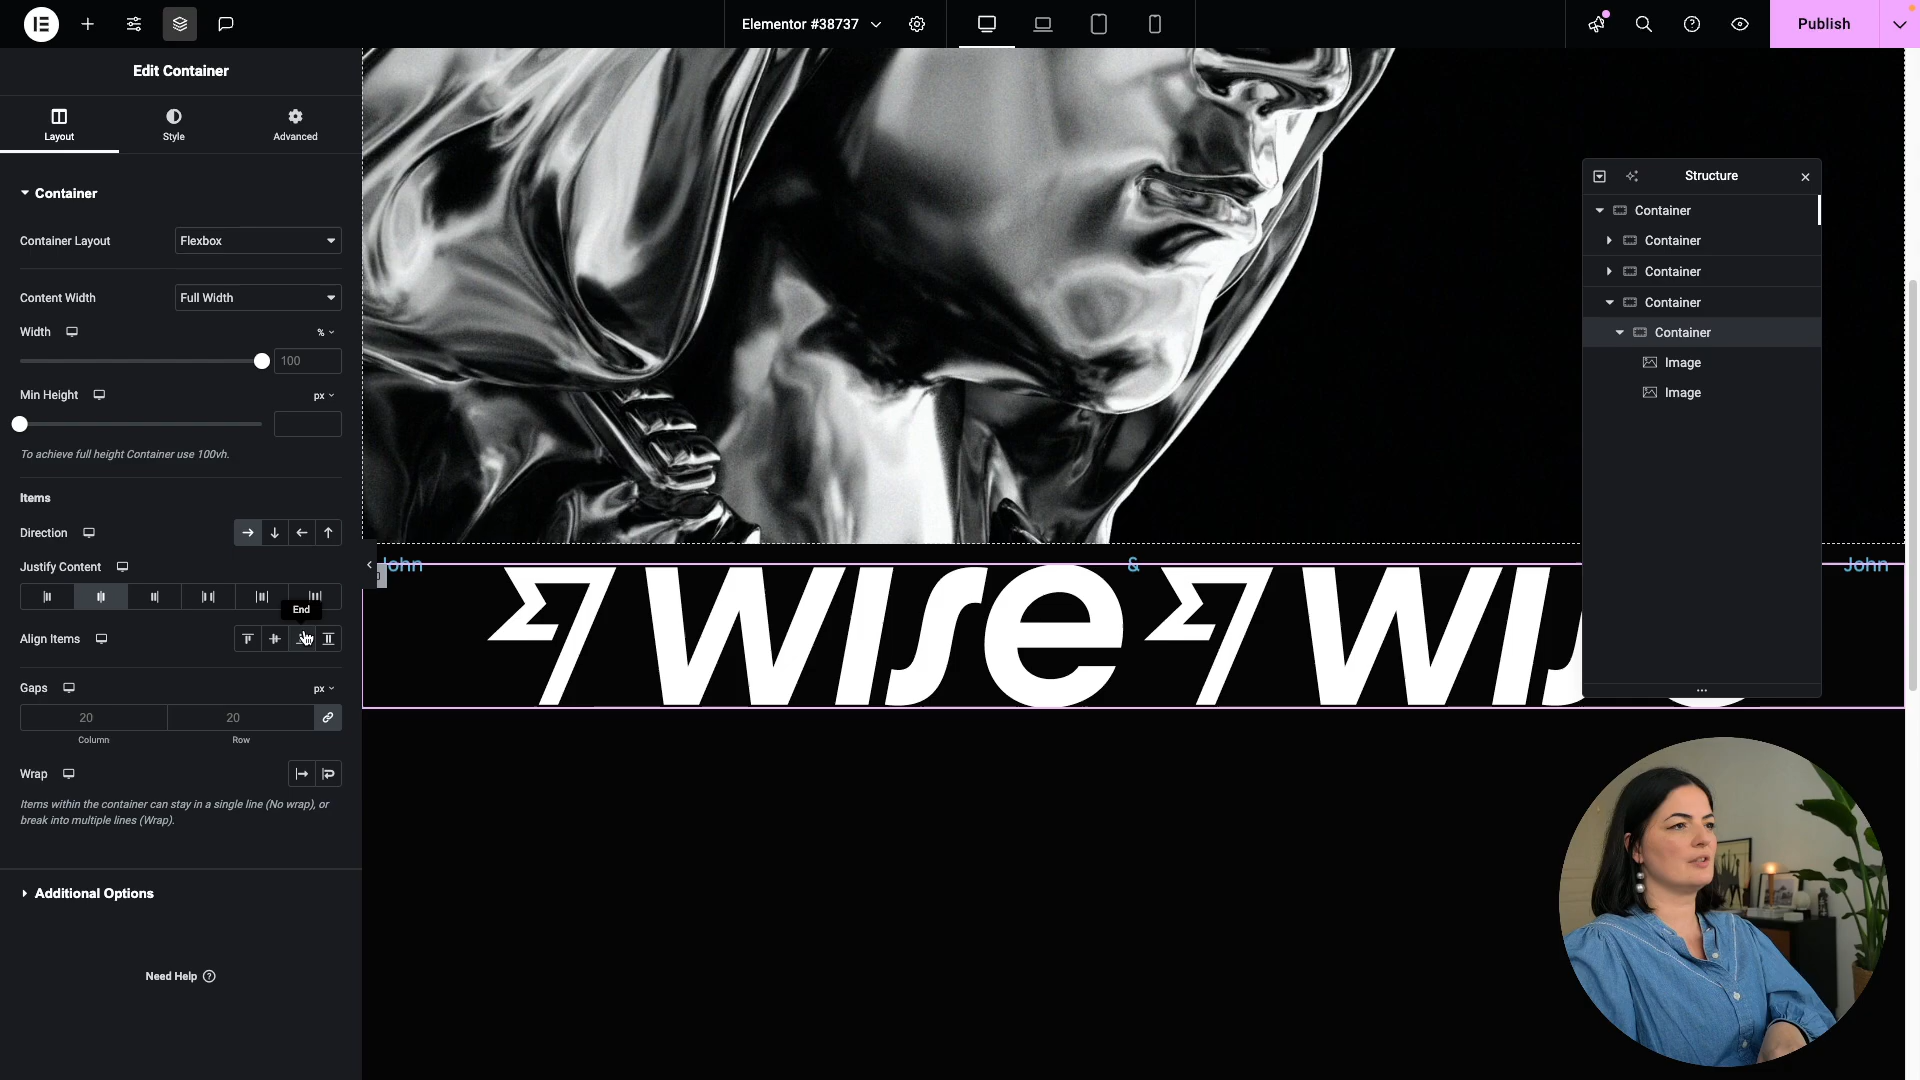 Elementor #38737
Publish
Edit Container
Layout
Style
Advanced
Container
Container Layout
Flexbox
Content Width
Full Width
Width
%
100
Min Height
px
To achieve full height Container use 100vh.
Items
Direction
Justify Content
End
Align Items
Gaps
px
20
20
Column
Row
Wrap
Items within the container can stay in a single line (No wrap), or
break into multiple lines (Wrap).
Additional Options
Need Help
Structure
Container
Container
Container
Container
Container
Image
Image
John
&
John
wise